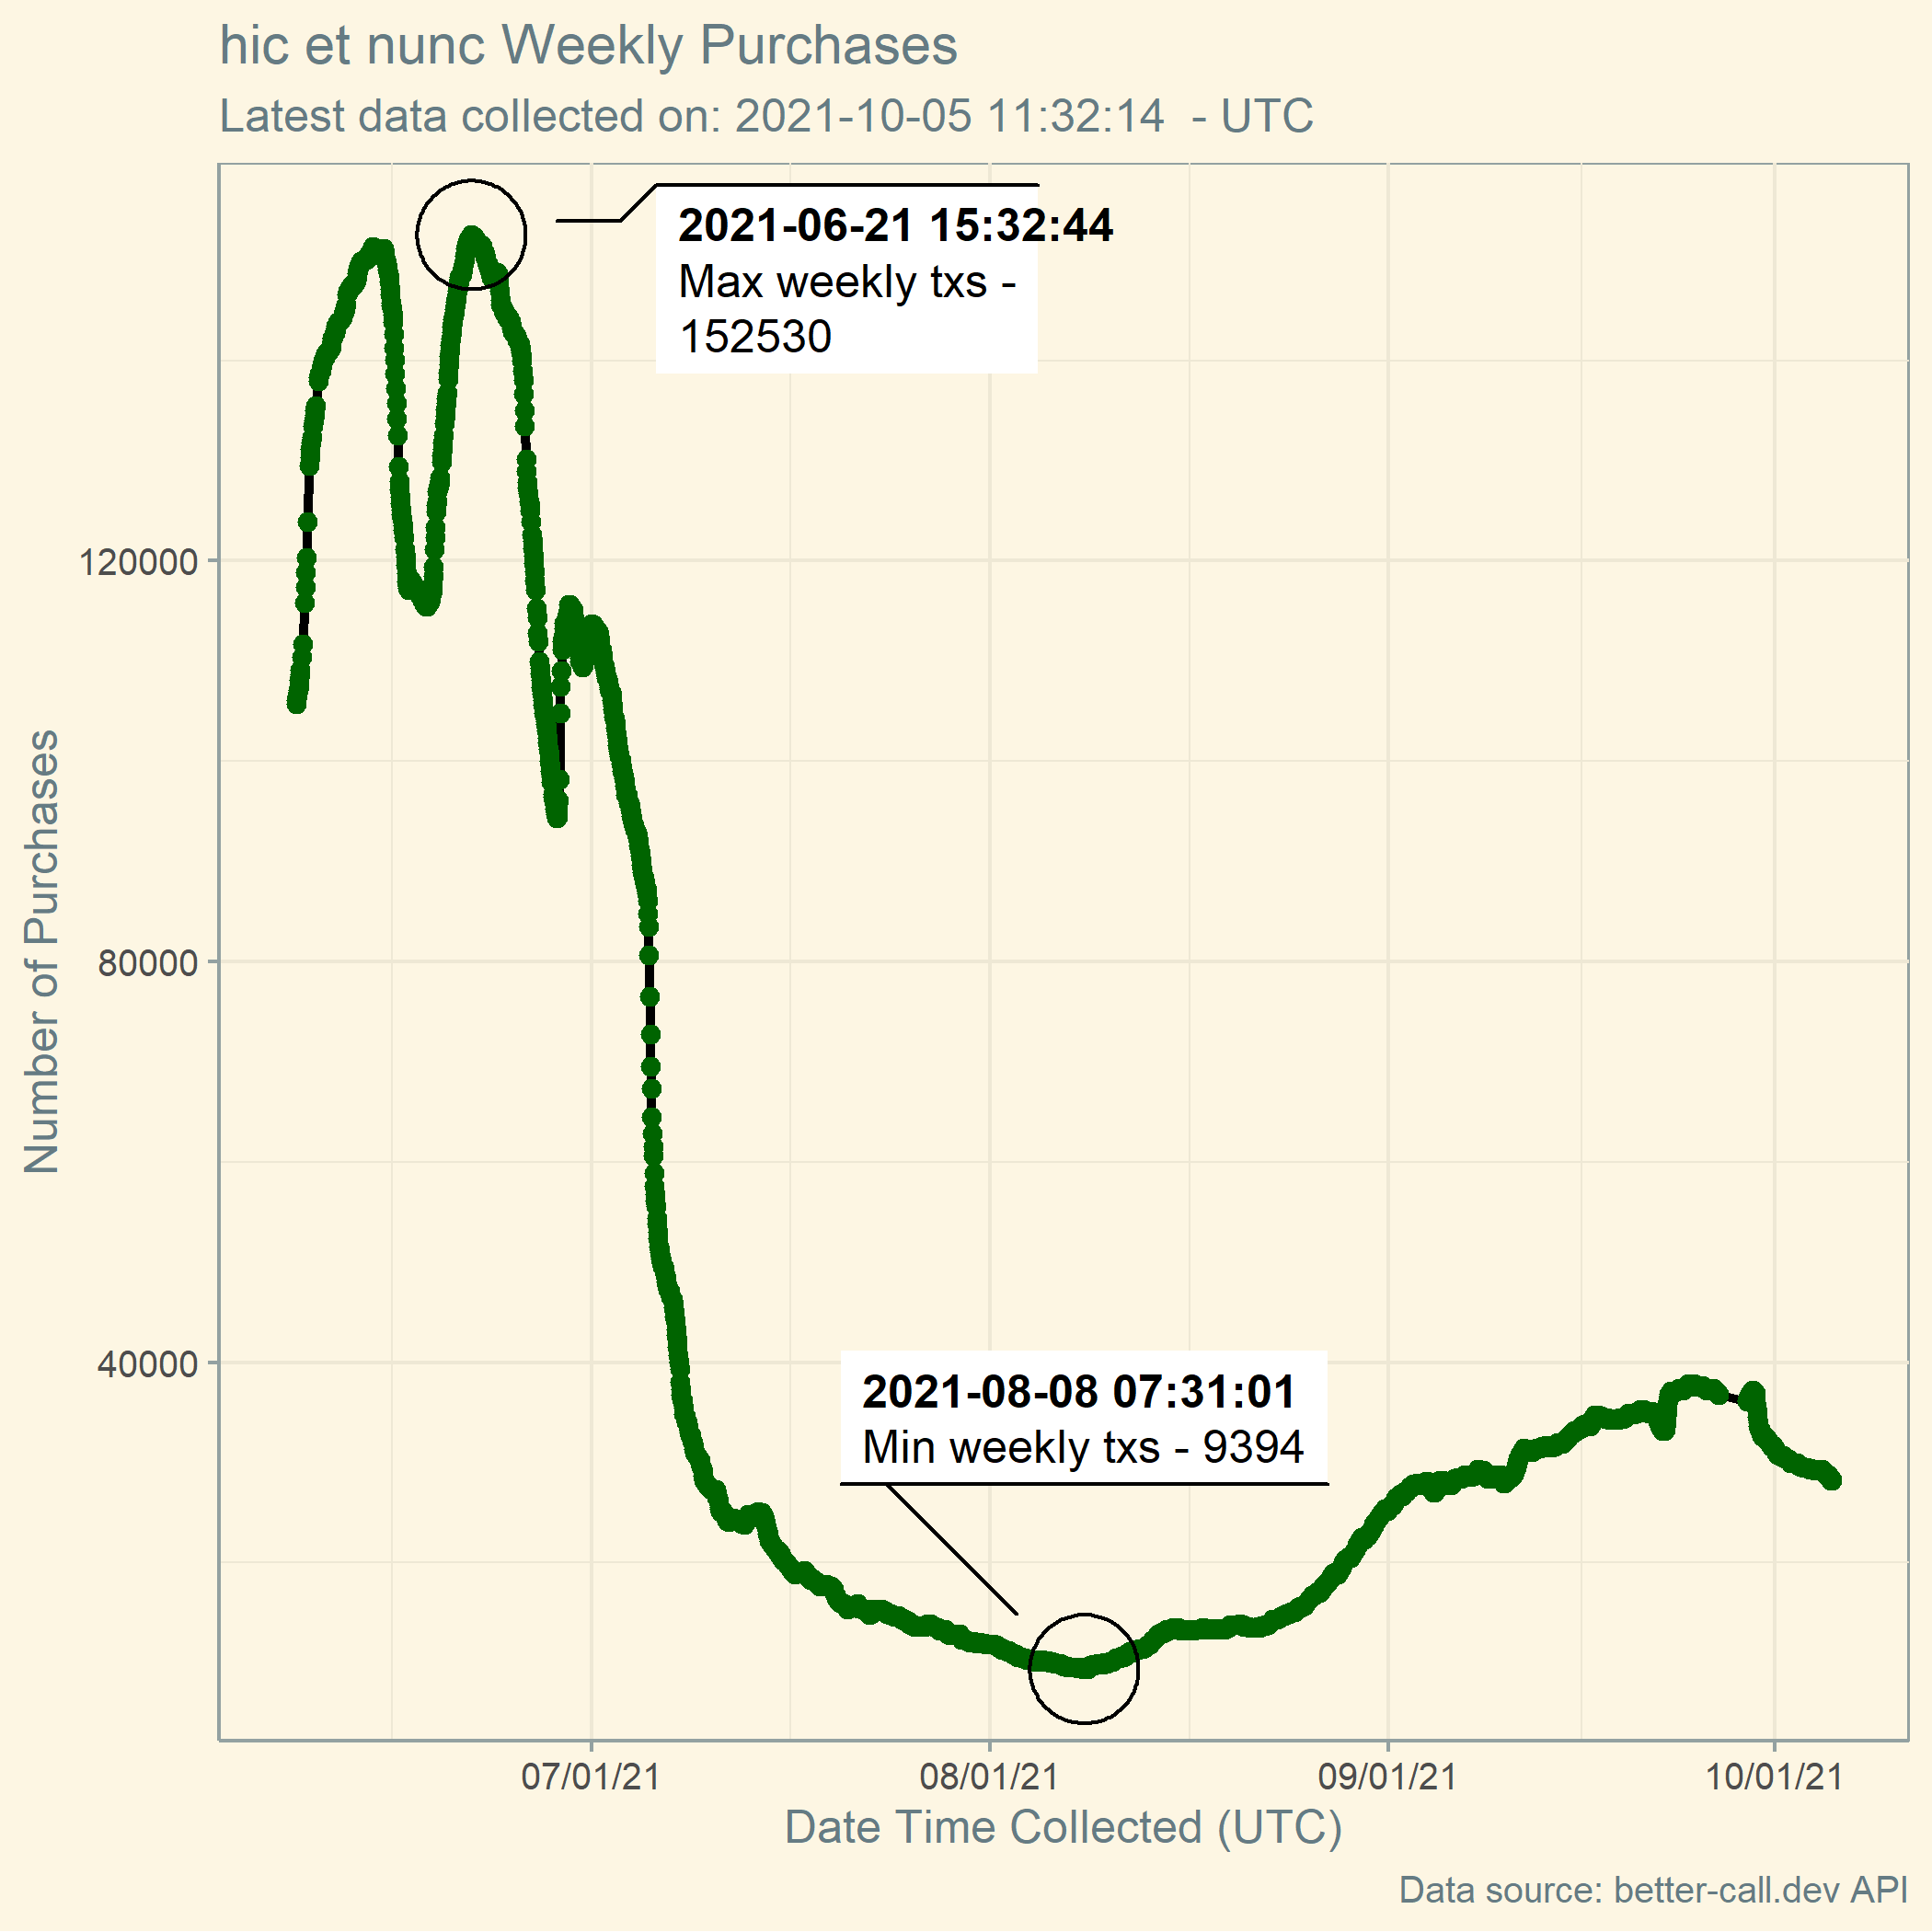 hic et nunc Weekly Purchases
Latest data collected on: 2021-10-05 11:32:14  - UTC
2021-06-21 15:32:44
Max weekly txs -
152530
120000
80000
40000
Number of Purchases
2021-08-08 07:31:01
Min weekly txs - 9394
07/01/21
08/01/21
09/01/21
10/01/21
Date Time Collected (UTC)
Data source: better-call.dev API